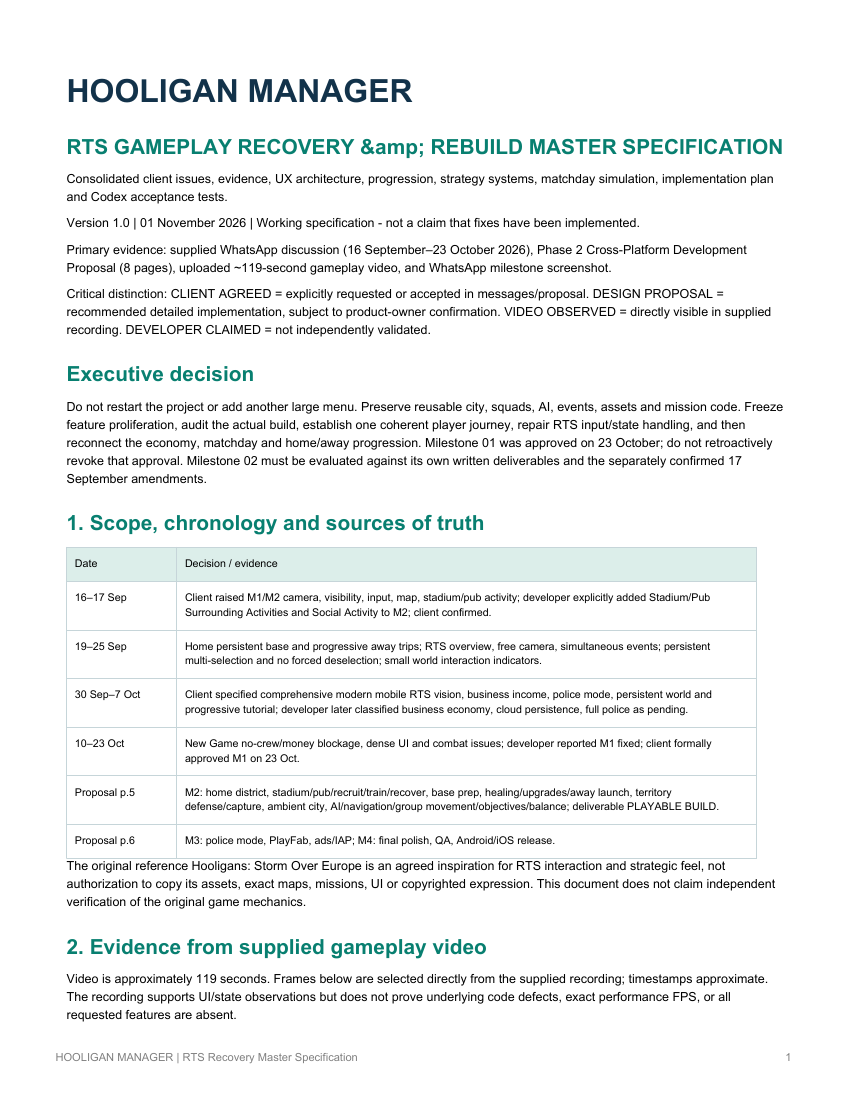 HOOLIGAN MANAGER
RTS GAMEPLAY RECOVERY &amp; REBUILD MASTER SPECIFICATION
Consolidated client issues, evidence, UX architecture, progression, strategy systems, matchday simulation, implementation plan
and Codex acceptance tests.
Version 1.0 | 01 November 2026 | Working specification - not a claim that fixes have been implemented.
Primary evidence: supplied WhatsApp discussion (16 September–23 October 2026), Phase 2 Cross-Platform Development
Proposal (8 pages), uploaded ~119-second gameplay video, and WhatsApp milestone screenshot.
Critical distinction: CLIENT AGREED = explicitly requested or accepted in messages/proposal. DESIGN PROPOSAL =
recommended detailed implementation, subject to product-owner confirmation. VIDEO OBSERVED = directly visible in supplied
recording. DEVELOPER CLAIMED = not independently validated.
Executive decision
Do not restart the project or add another large menu. Preserve reusable city, squads, AI, events, assets and mission code. Freeze
feature proliferation, audit the actual build, establish one coherent player journey, repair RTS input/state handling, and then
reconnect the economy, matchday and home/away progression. Milestone 01 was approved on 23 October; do not retroactively
revoke that approval. Milestone 02 must be evaluated against its own written deliverables and the separately confirmed 17
September amendments.
1. Scope, chronology and sources of truth
Date Decision / evidence
16–17 Sep Client raised M1/M2 camera, visibility, input, map, stadium/pub activity; developer explicitly added Stadium/Pub
Surrounding Activities and Social Activity to M2; client confirmed.
19–25 Sep Home persistent base and progressive away trips; RTS overview, free camera, simultaneous events; persistent
multi-selection and no forced deselection; small world interaction indicators.
30 Sep–7 Oct Client specified comprehensive modern mobile RTS vision, business income, police mode, persistent world and
progressive tutorial; developer later classified business economy, cloud persistence, full police as pending.
10–23 Oct New Game no-crew/money blockage, dense UI and combat issues; developer reported M1 fixed; client formally
approved M1 on 23 Oct.
Proposal p.5 M2: home district, stadium/pub/recruit/train/recover, base prep, healing/upgrades/away launch, territory
defense/capture, ambient city, AI/navigation/group movement/objectives/balance; deliverable PLAYABLE BUILD.
Proposal p.6 M3: police mode, PlayFab, ads/IAP; M4: final polish, QA, Android/iOS release.
The original reference Hooligans: Storm Over Europe is an agreed inspiration for RTS interaction and strategic feel, not
authorization to copy its assets, exact maps, missions, UI or copyrighted expression. This document does not claim independent
verification of the original game mechanics.
2. Evidence from supplied gameplay video
Video is approximately 119 seconds. Frames below are selected directly from the supplied recording; timestamps approximate.
The recording supports UI/state observations but does not prove underlying code defects, exact performance FPS, or all
requested features are absent.
HOOLIGAN MANAGER | RTS Recovery Master Specification 1